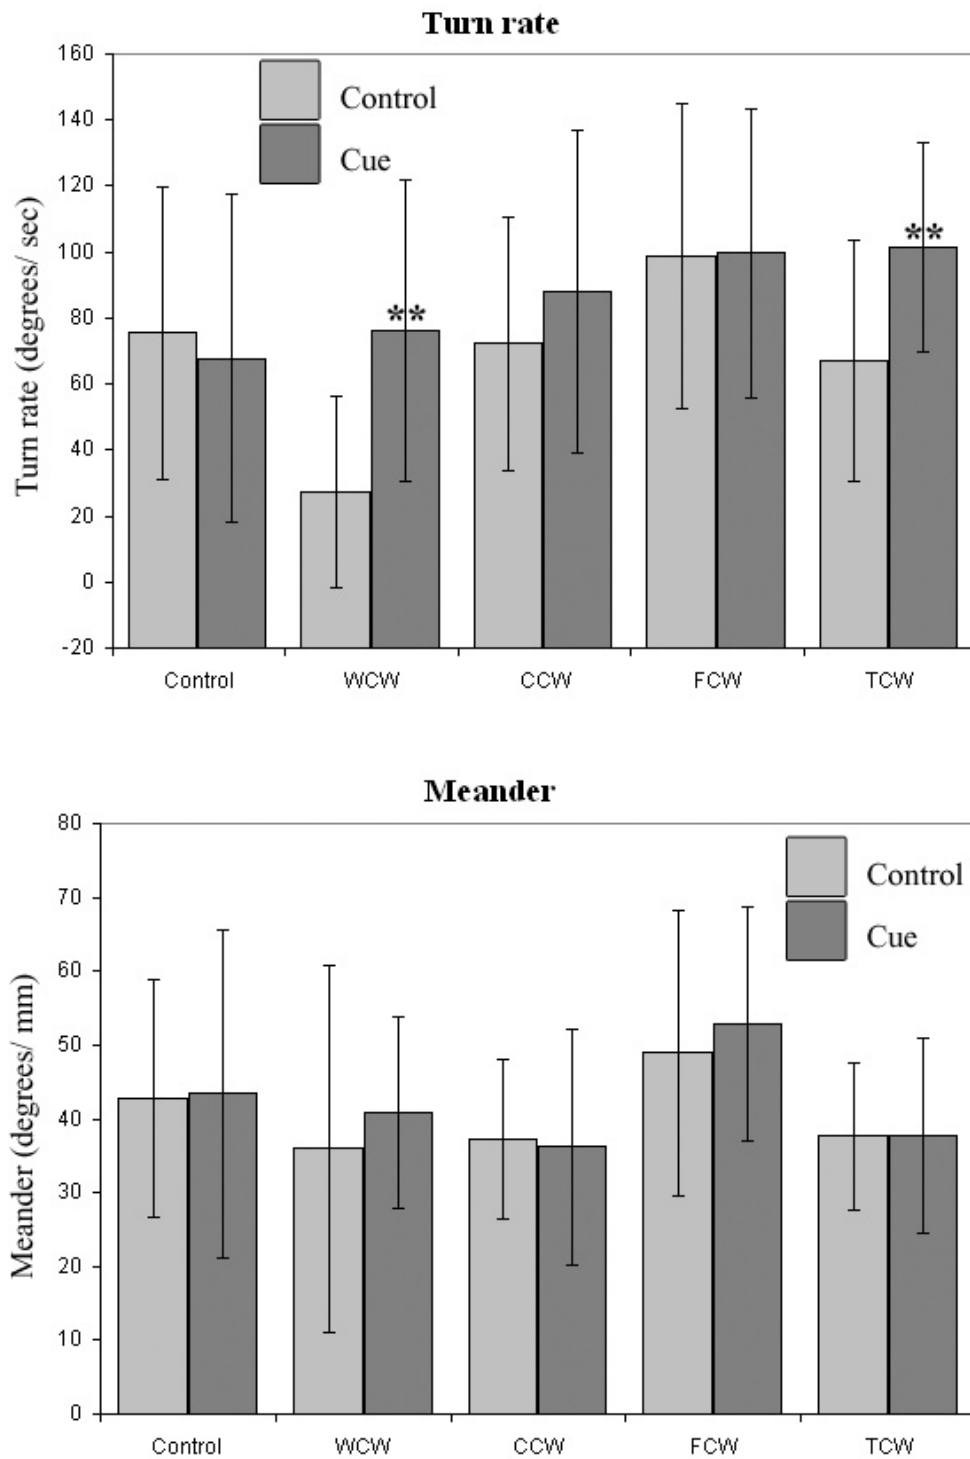 Turn rate
160
140
120
100
80
60
40
20
0
-20
Turn rate (degrees/ sec)
Control
Cue
**
**
Control WCW CCW FCW TCW
Meander
80
70
60
50
40
30
20
10
0
Meander (degrees/ mm)
Control
Cue
Control WCW CCW FCW TCW